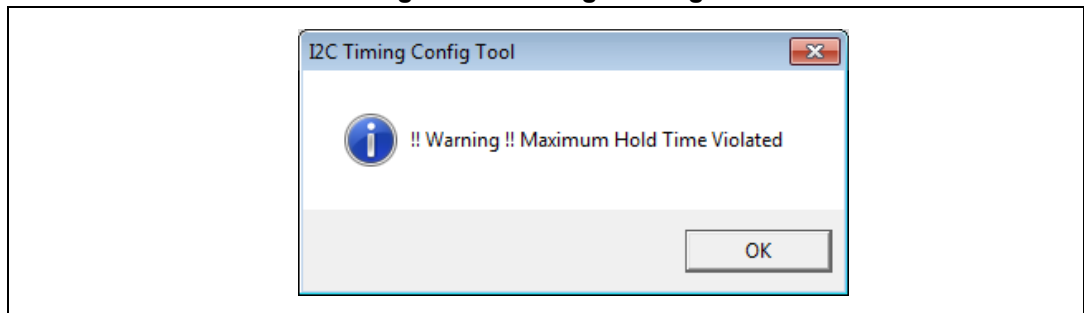 I2C Timing Config Tool
!! Warning !! Maximum Hold Time Violated
OK